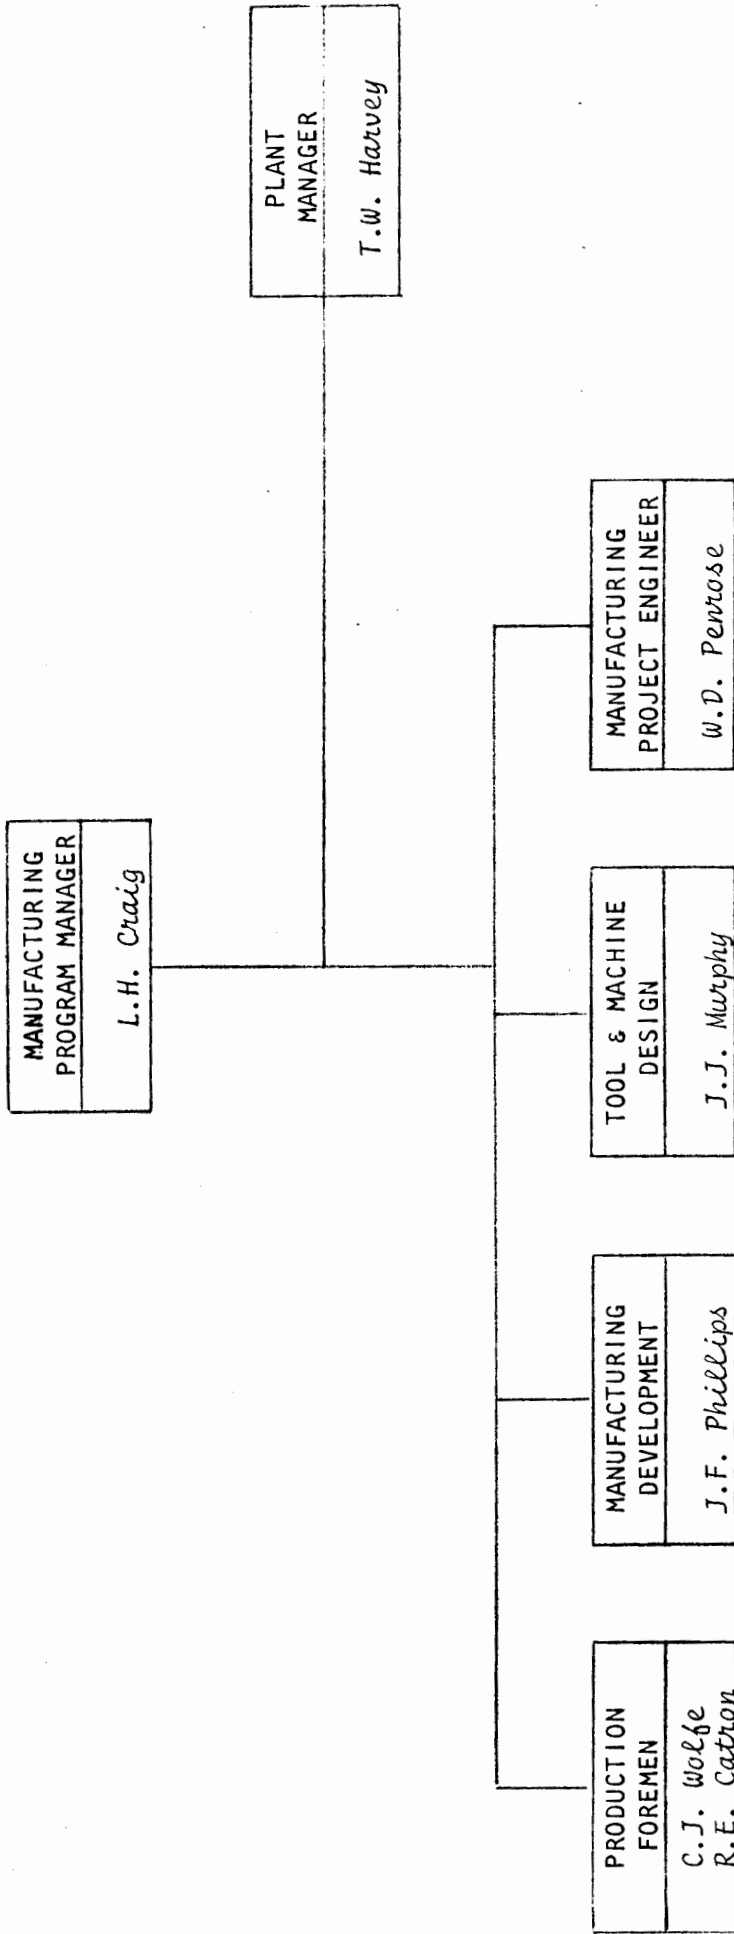 MANUFACTURING
PROGRAM MANAGER
L.H. Craig
PLANT
MANAGER
T.W. Harvey
PRODUCTION
FOREMEN
C.J. Wolfe
R.E. Catron
MANUFACTURING
DEVELOPMENT
J.F. Phillips
TOOL & MACHINE
DESIGN
J.J. Murphy
MANUFACTURING
PROJECT ENGINEER
W.D. Penrose